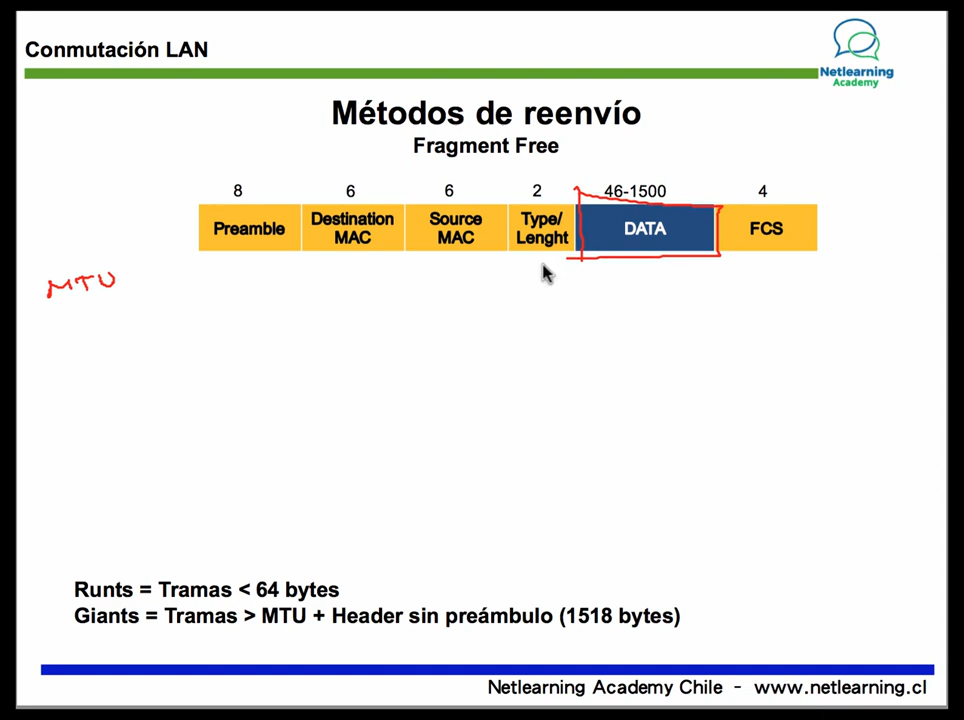 Conmutación LAN
Netlearning
Academy
Métodos de reenvío
Fragment Free
8 6 6 2 46-1500 4
Preamble Destination MAC Source MAC Type/ Lenght DATA FCS
MTU
Runts = Tramas < 64 bytes
Giants = Tramas > MTU + Header sin preámbulo (1518 bytes)
Netlearning Academy Chile - www.netlearning.cl